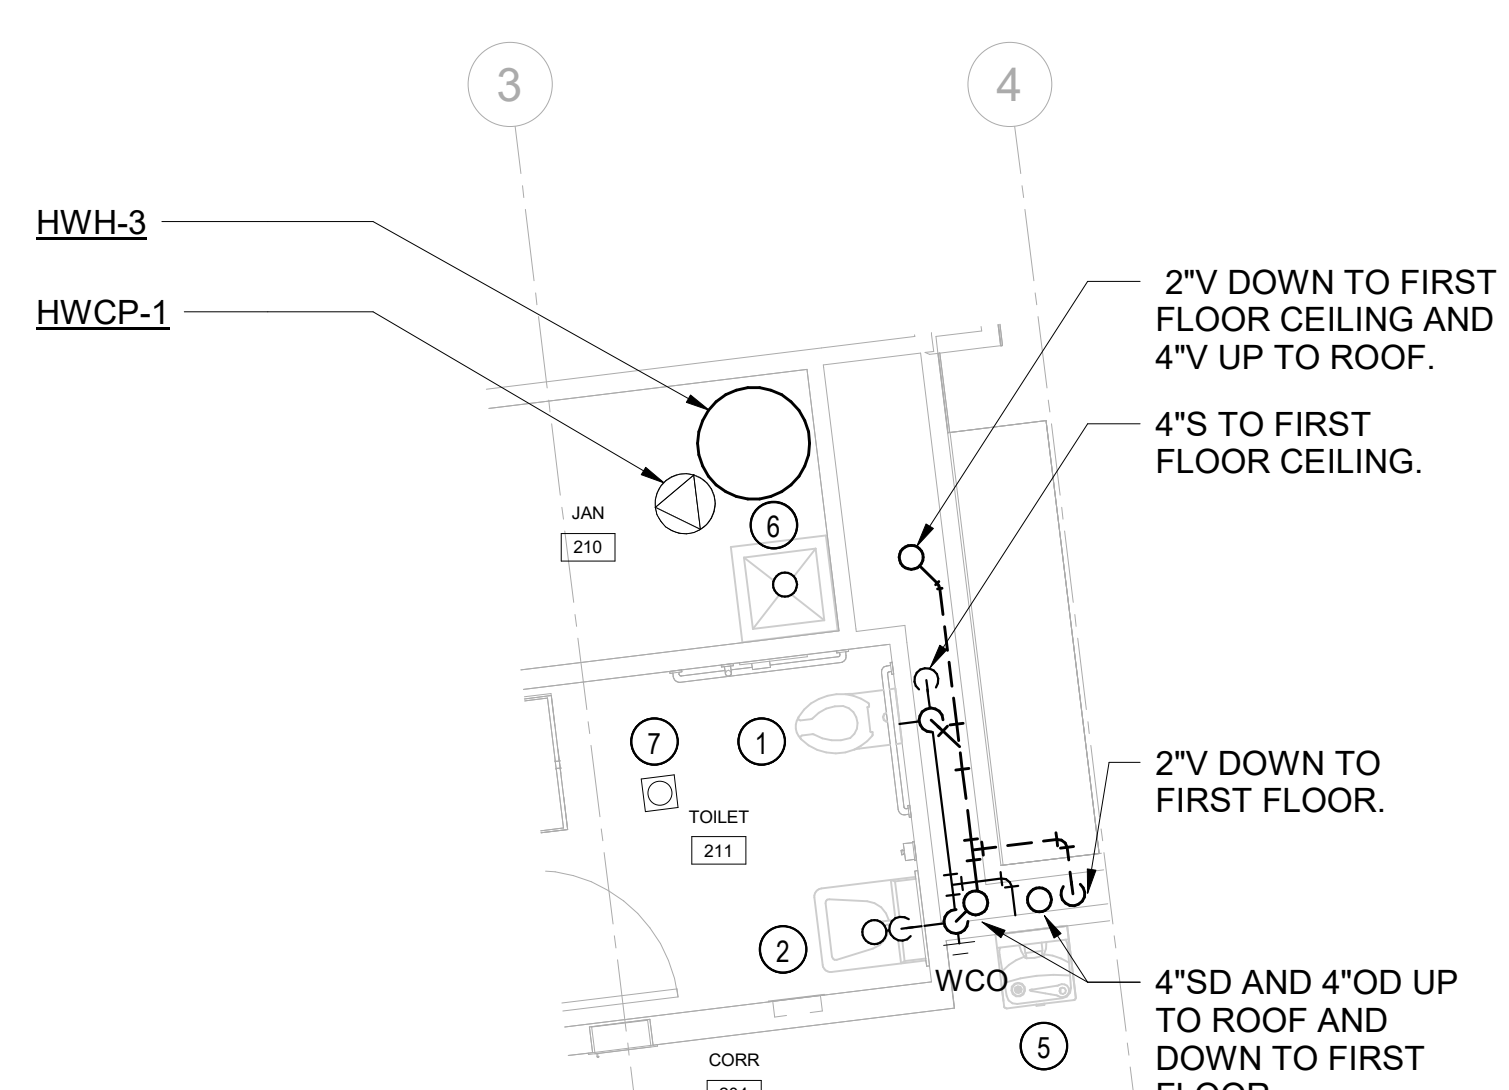 3
4
HWH-3
HWCP-1
2"V DOWN TO FIRST
FLOOR CEILING AND
4"V UP TO ROOF.
4"S TO FIRST
FLOOR CEILING.
JAN
210
6
7
1
TOILET
211
2"V DOWN TO
FIRST FLOOR.
2
WCO
4"SD AND 4"OD UP
TO ROOF AND
DOWN TO FIRST
FLOOR
5
CORR